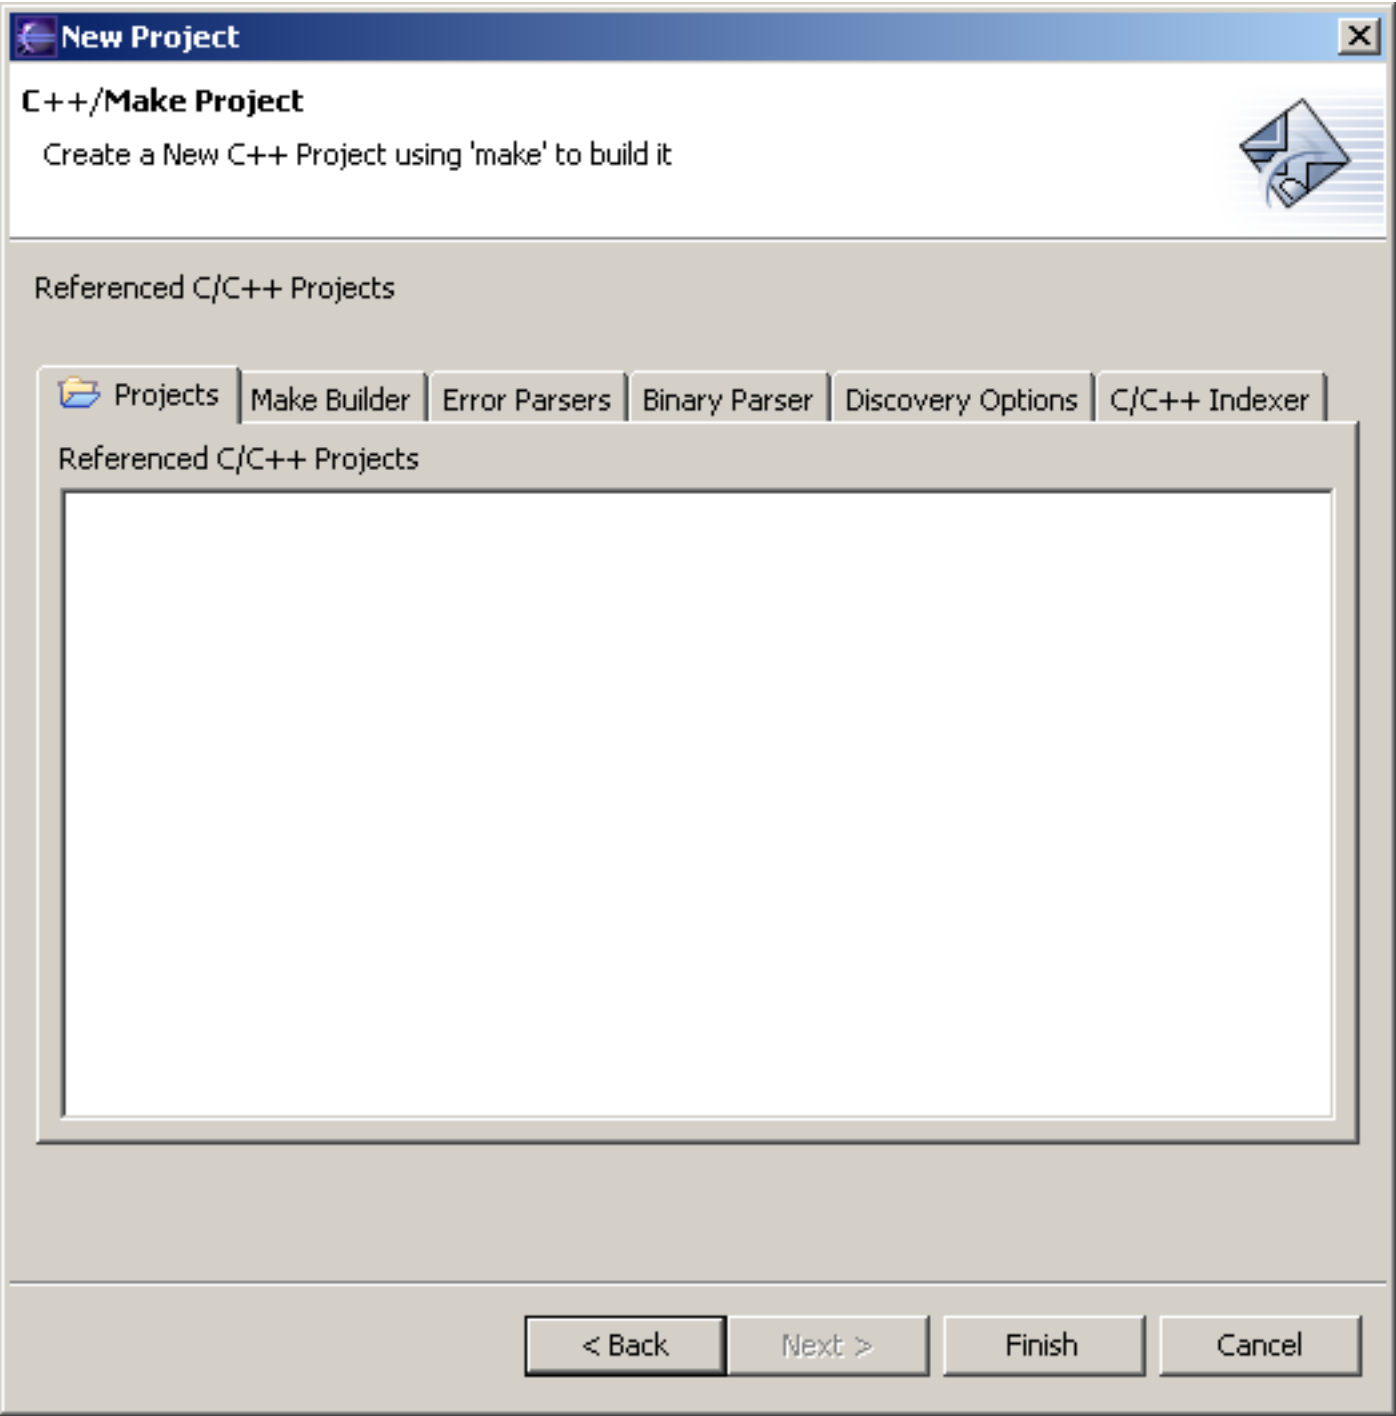 New Project
C++/Make Project
Create a New C++ Project using 'make' to build it
Referenced C/C++ Projects
Projects Make Builder Error Parsers Binary Parser Discovery Options C/C++ Indexer
Referenced C/C++ Projects
< Back Next > Finish Cancel